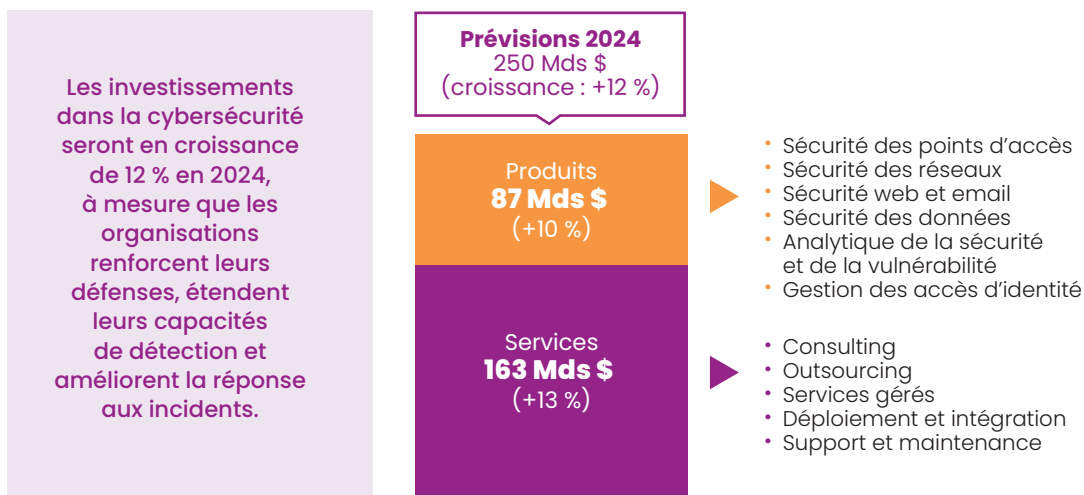 Les investissements
dans la cybersécurité
seront en croissance
de 12 % en 2024,
à mesure que les
organisations
renforcent leurs
défenses, étendent
leurs capacités
de détection et
améliorent la réponse
aux incidents.
Prévisions 2024
250 Mds $
(croissance : +12 %)
Produits
87 Mds $
(+10 %)
• Sécurité des points d’accès
• Sécurité des réseaux
• Sécurité web et email
• Sécurité des données
• Analytique de la sécurité
et de la vulnérabilité
• Gestion des accès d’identité
Services
163 Mds $
(+13 %)
• Consulting
• Outsourcing
• Services gérés
• Déploiement et intégration
• Support et maintenance